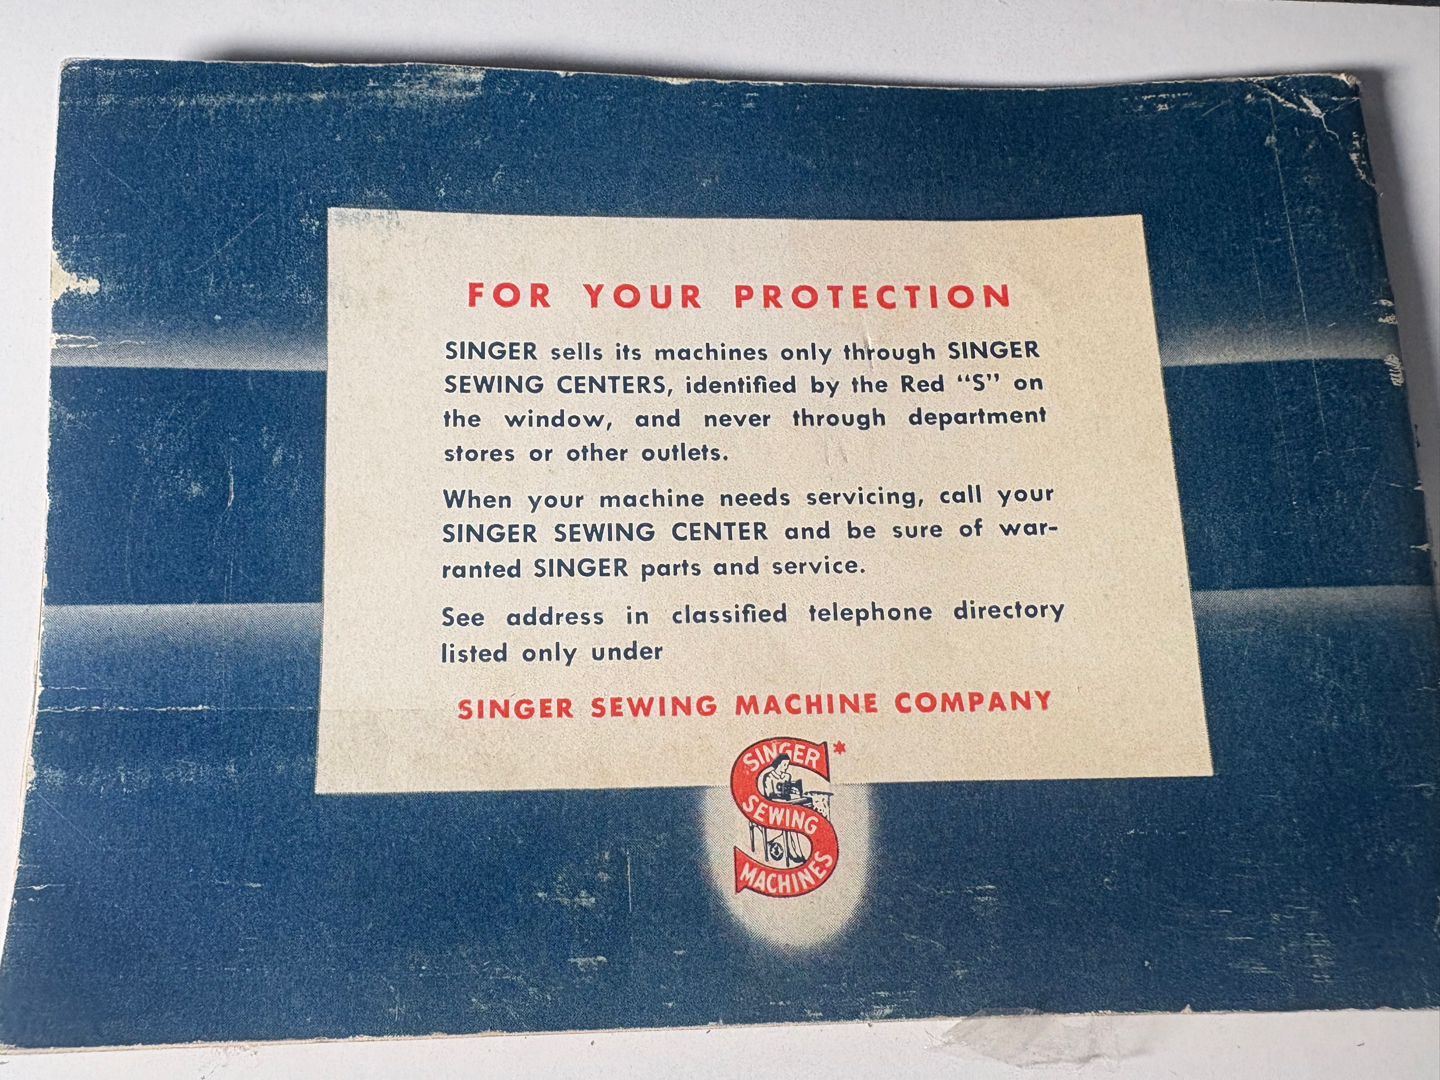 FOR YOUR PROTECTION
SINGER sells its machines only through SINGER
SEWING CENTERS, identified by the Red “S” on
the window, and never through department
stores or other outlets.
When your machine needs servicing, call your
SINGER SEWING CENTER and be sure of war-
ranted SINGER parts and service.
See address in classified telephone directory
listed only under
SINGER SEWING MACHINE COMPANY
SINGER *
SEWING
MACHINES